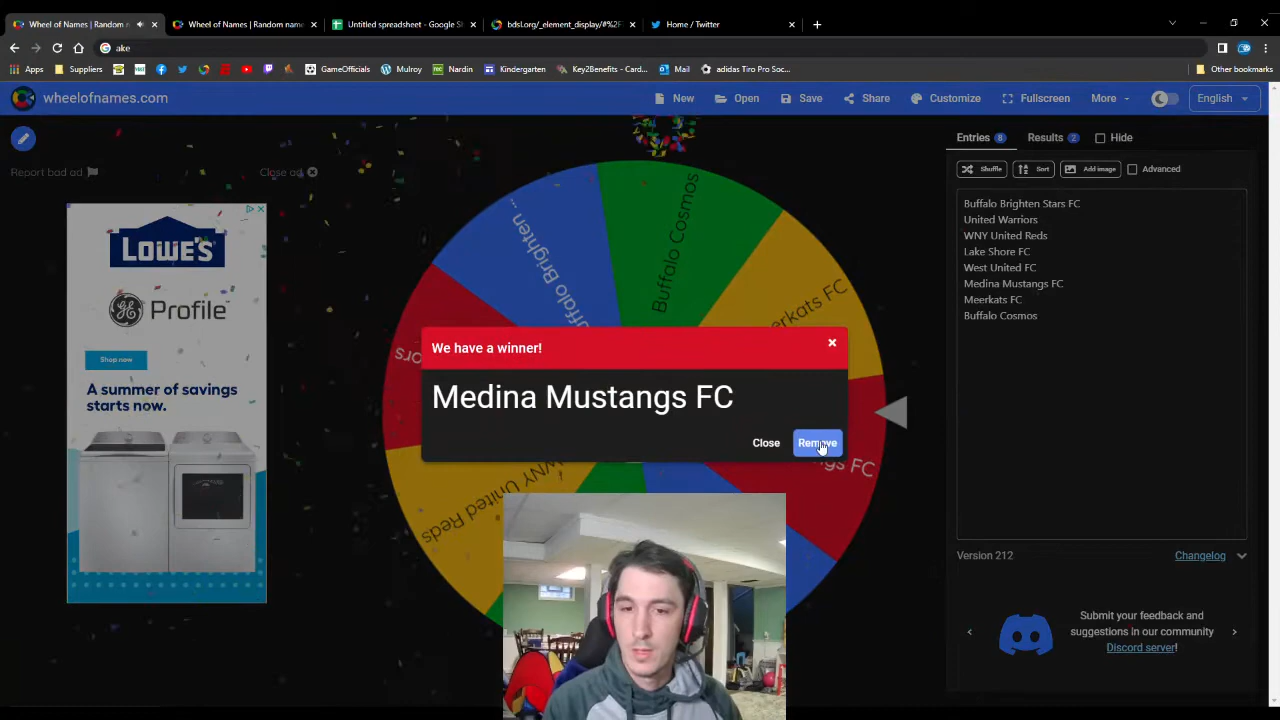 Wheel of Names | Random name
Wheel of Names | Random name
Untitled spreadsheet - Google Sh
bdsl.org/_element_display/#%2F
Home / Twitter
ake
Apps
Suppliers
GameOfficials
Mulroy
Nardin
Kindergarten
Key2Benefits - Card...
Mail
adidas Tiro Pro Soc...
Other bookmarks
wheelofnames.com
New
Open
Save
Share
Customize
Fullscreen
More
English
Report bad ad
Close ad
LOWE'S
GE Profile
Shop now
A summer of savings
starts now.
Buffalo Brighten ...
Buffalo Cosmos
Meerkats FC
WNY United Reds
We have a winner!
Medina Mustangs FC
Close
Remove
Entries 8
Results 2
Hide
Shuffle
Sort
Add image
Advanced
Buffalo Brighten Stars FC
United Warriors
WNY United Reds
Lake Shore FC
West United FC
Medina Mustangs FC
Meerkats FC
Buffalo Cosmos
Version 212
Changelog
Submit your feedback and
suggestions in our community
Discord server!